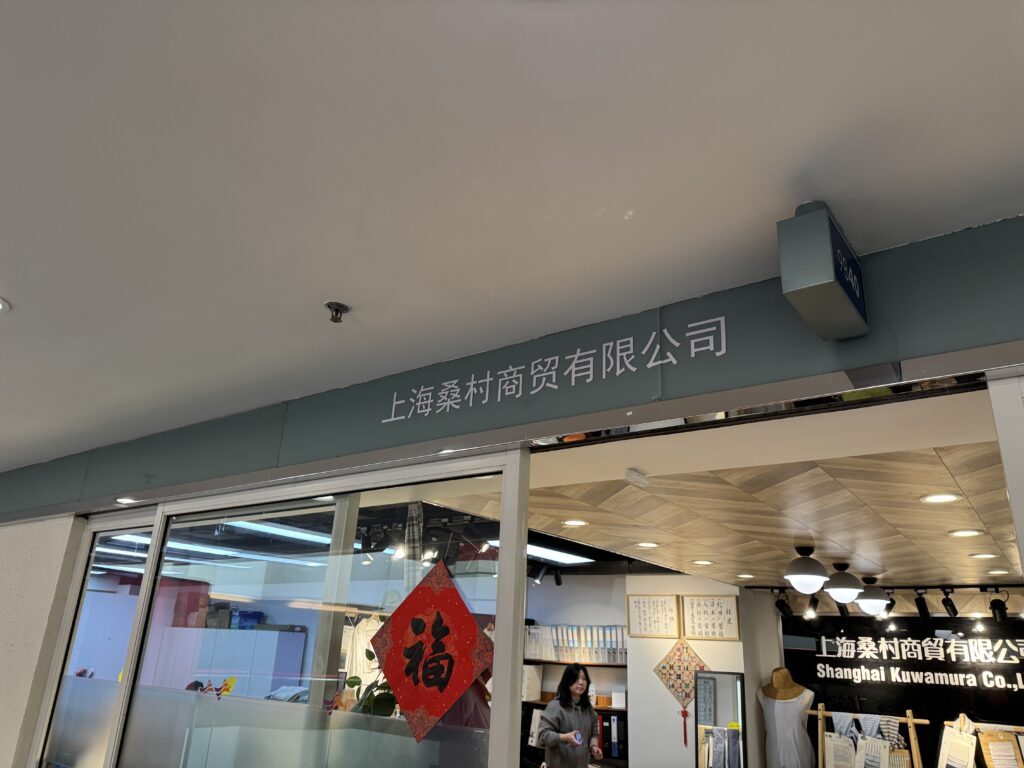 上海桑村商贸有限公司
福
上海桑村商貿有限公司
Shanghai Kuwamura Co.,L